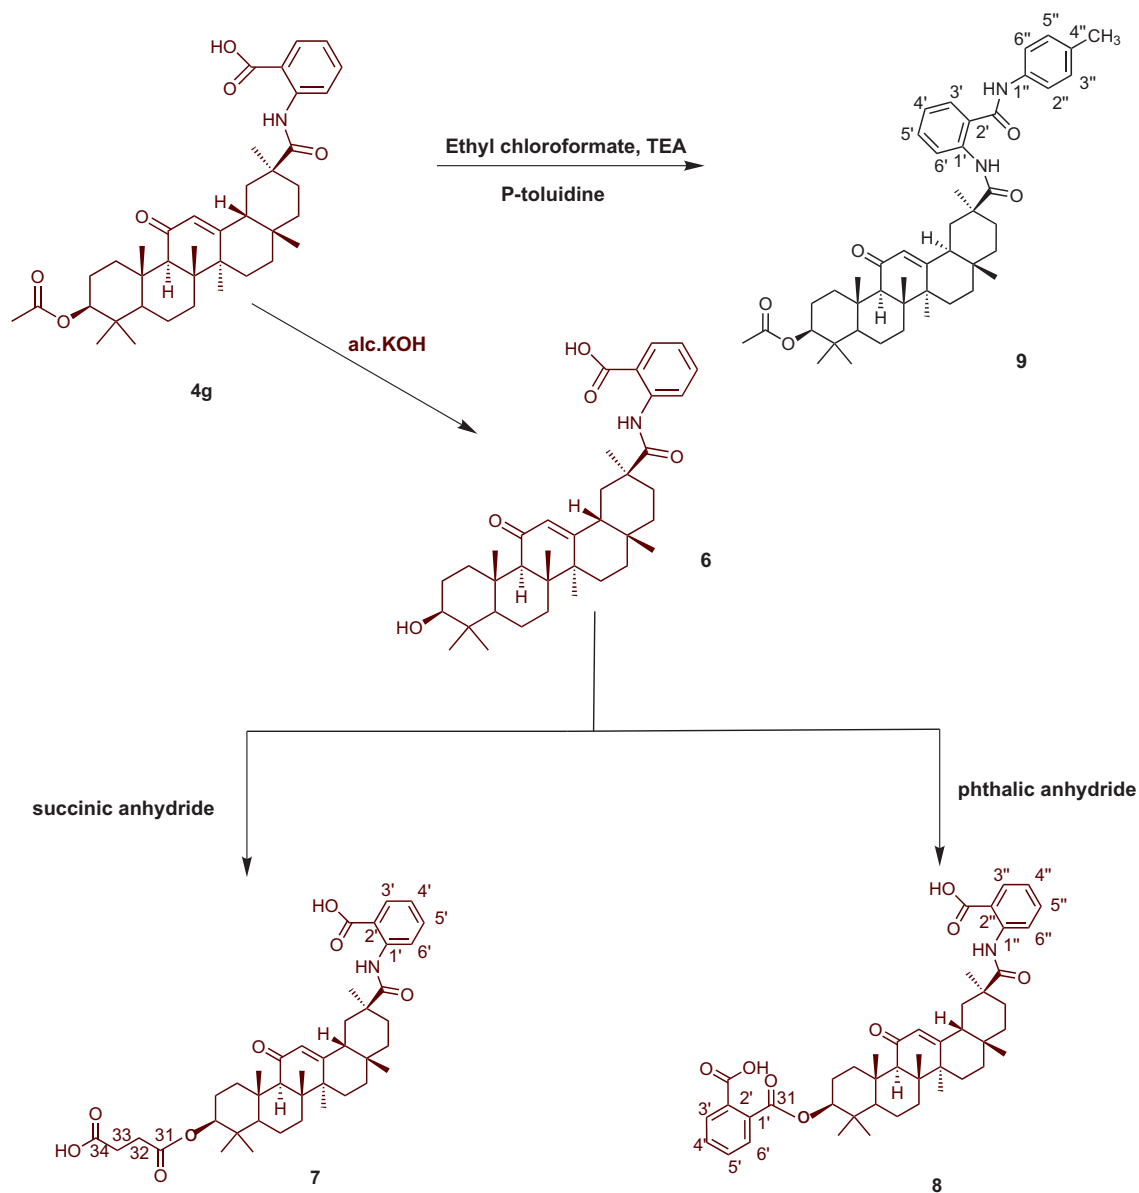 HO
O
HN
O
H
O
H
O
O
4g
Ethyl chloroformate, TEA
P-toluidine
5''
6''
4''
CH3
HN
1''
3''
2''
3'
4'
5'
2'
O
6'
1'
NH
O
H
O
H
O
O
9
alc.KOH
HO
O
HN
O
H
O
H
HO
6
succinic anhydride
phthalic anhydride
3'
4'
HO
5'
O
2'
1'
6'
HN
O
H
O
H
O
33
31
HO
34
32
O
O
7
3''
4''
HO
5''
O
2''
1''
6''
HN
O
H
O
H
O
OH
O
31
3'
2'
1'
O
4'
5'
6'
8